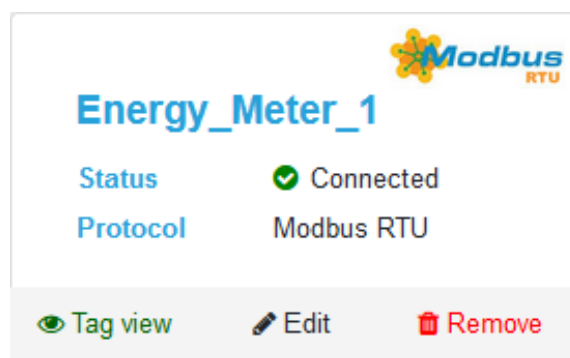 Modbus
RTU
Energy_Meter_1
Status Connected
Protocol Modbus RTU
Tag view Edit Remove